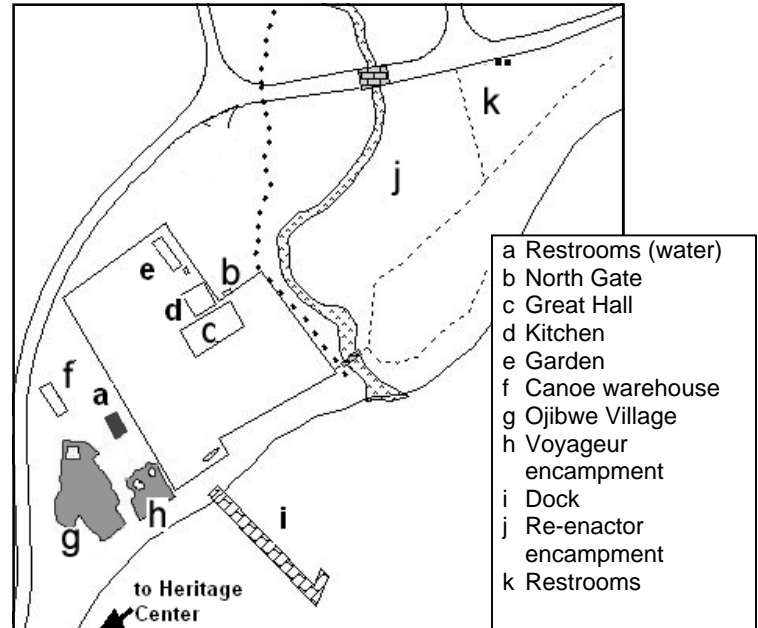 k
j
e
b
d
c
f
a
g
h
i
to Heritage
Center
a Restrooms (water)
b North Gate
c Great Hall
d Kitchen
e Garden
f Canoe warehouse
g Ojibwe Village
h Voyageur
encampment
i Dock
j Re-enactor
encampment
k Restrooms